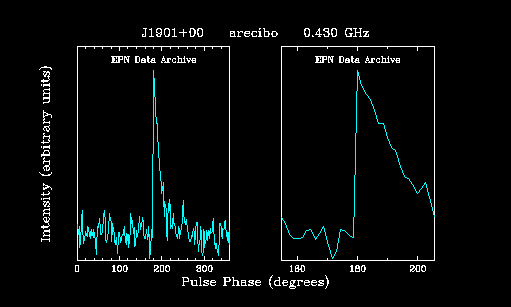 J1901+00 arecibo 0.430 GHz
EPN Data Archive EPN Data Archive
Intensity (arbitrary units)
0 100 200 300 180 190 200
Pulse Phase (degrees)